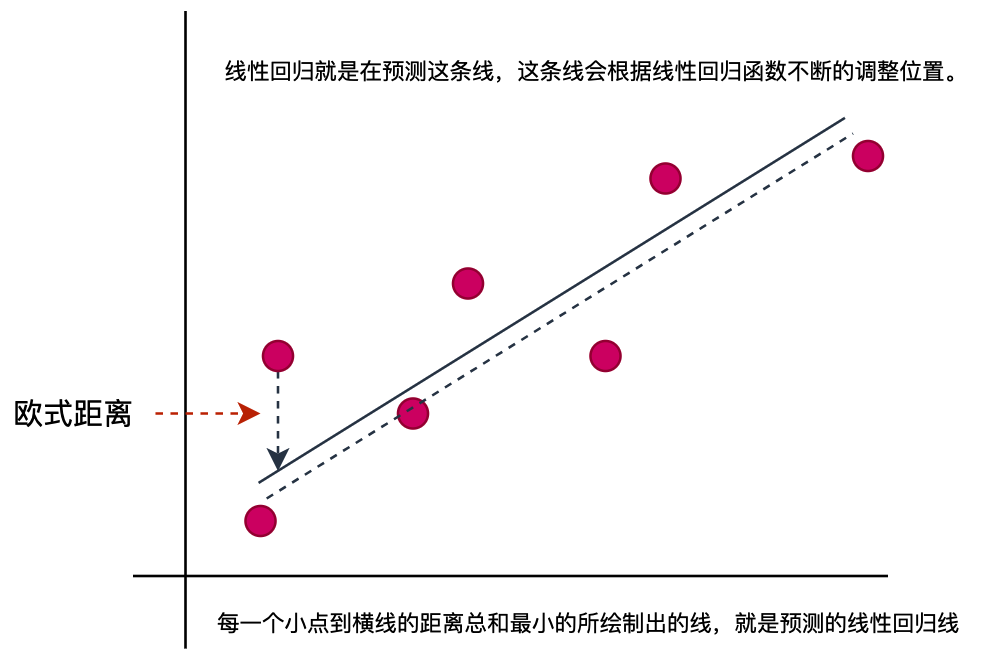 线性回归就是在预测这条线，这条线会根据线性回归函数不断的调整位置。
欧式距离
每一个小点到横线的距离总和最小的所绘制出的线，就是预测的线性回归线